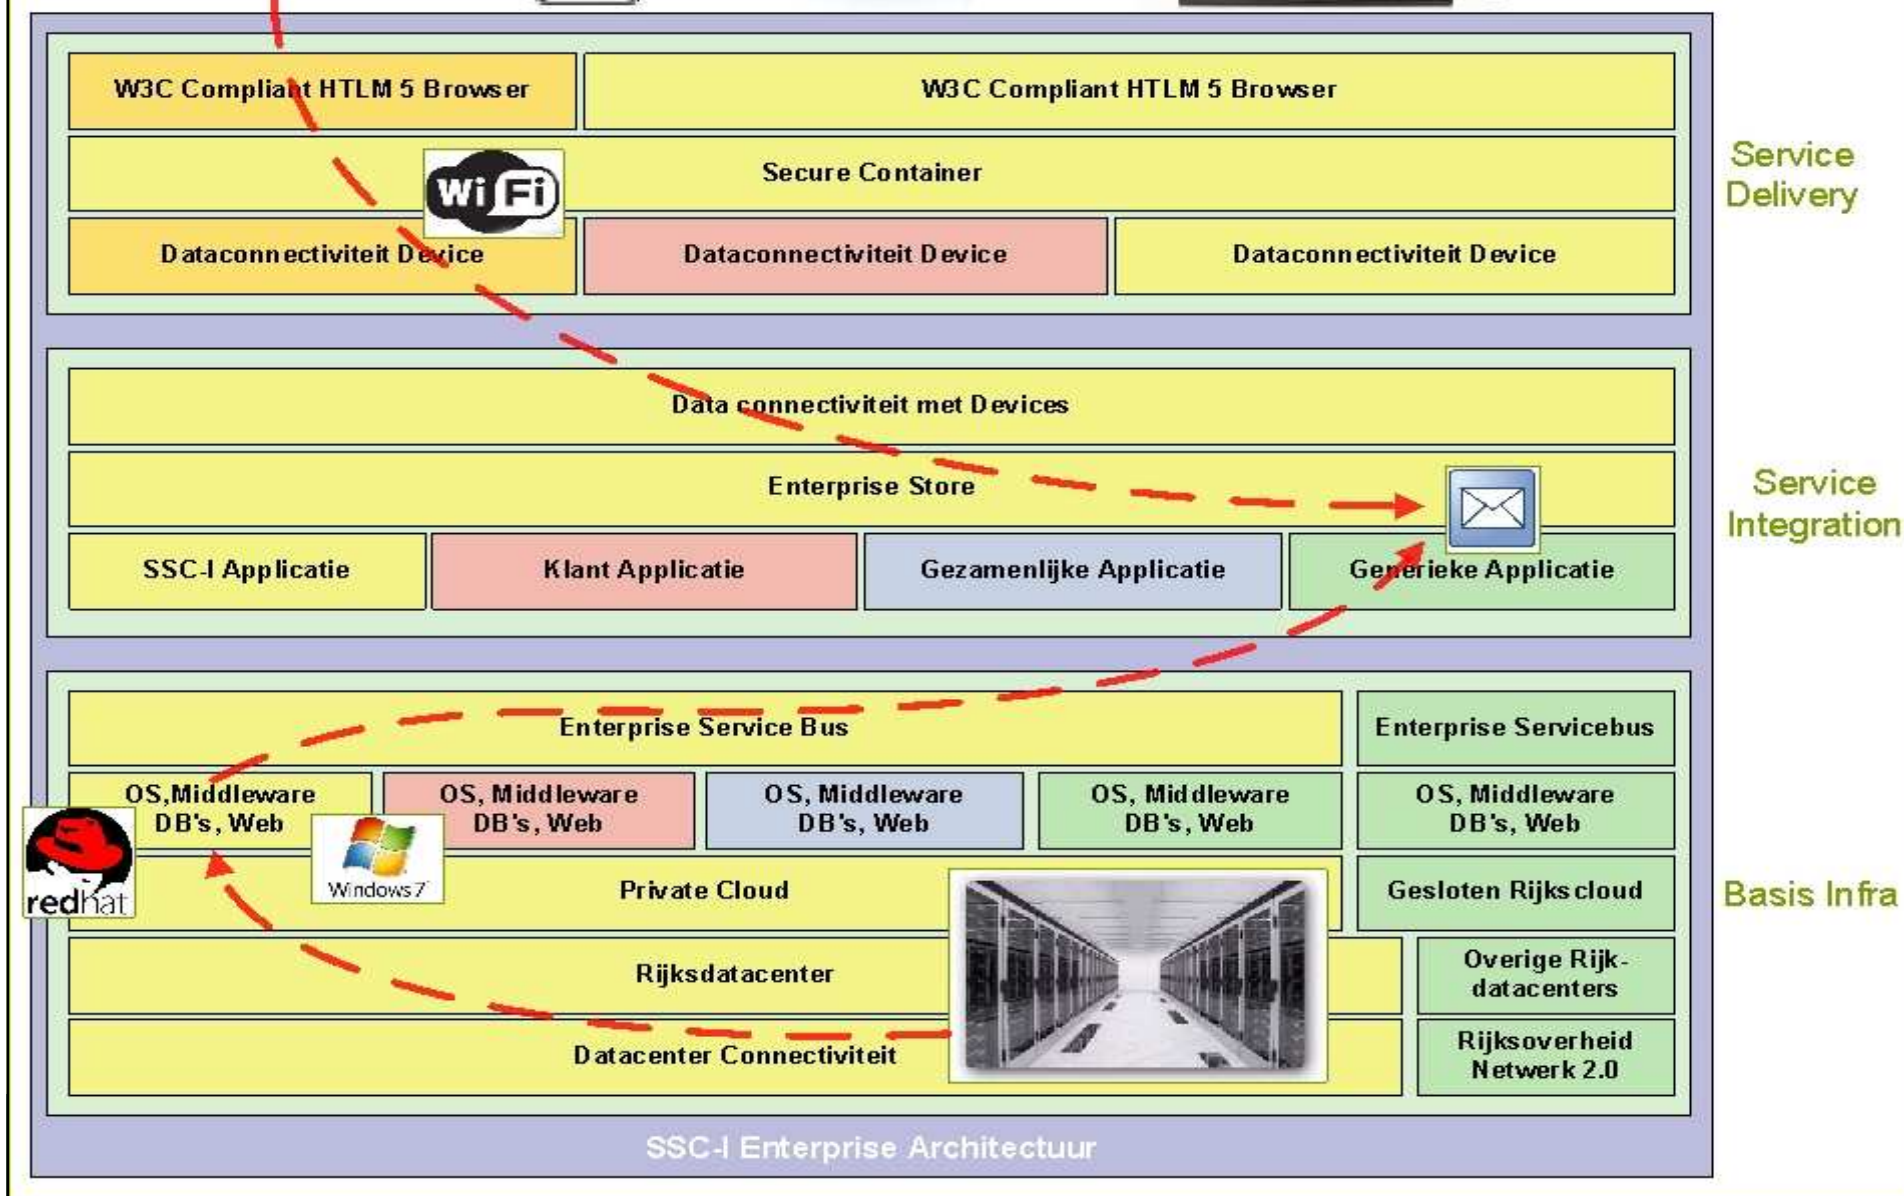 W3C Compliant HTLM 5 Browser
W3C Compliant HTLM 5 Browser
Secure Container
WiFi
Dataconnectiviteit Device
Dataconnectiviteit Device
Dataconnectiviteit Device
Service
Delivery
Data connectiviteit met Devices
Enterprise Store
SSC-I Applicatie
Klant Applicatie
Gezamenlijke Applicatie
Generieke Applicatie
Service
Integration
Enterprise Service Bus
Enterprise Servicebus
OS,Middleware
DB's, Web
OS, Middleware
DB's, Web
OS, Middleware
DB's, Web
OS, Middleware
DB's, Web
OS, Middleware
DB's, Web
redhat
Windows 7
Private Cloud
Gesloten Rijkscloud
Rijksdatacenter
Overige Rijk-
datacenters
Datacenter Connectiviteit
Rijksoverheid
Netwerk 2.0
Basis Infra
SSC-I Enterprise Architectuur